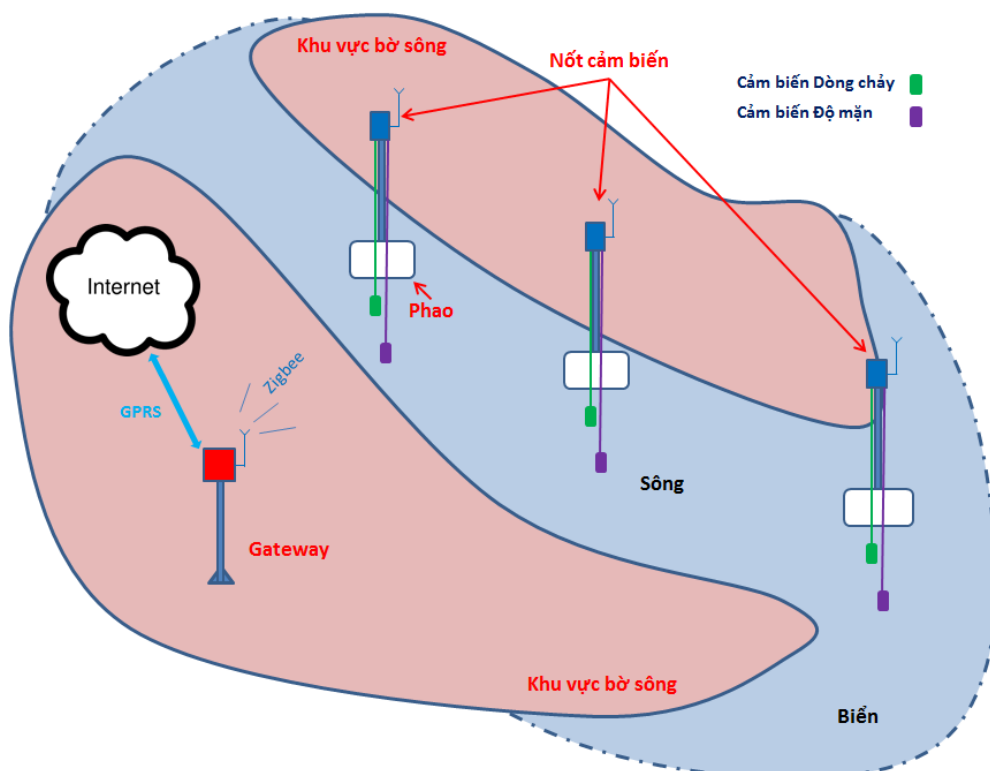 Khu vực bờ sông
Nốt cảm biến
Cảm biến Dòng chảy
Cảm biến Độ mặn
Internet
Phao
Zigbee
GPRS
Sông
Gateway
Khu vực bờ sông
Biển